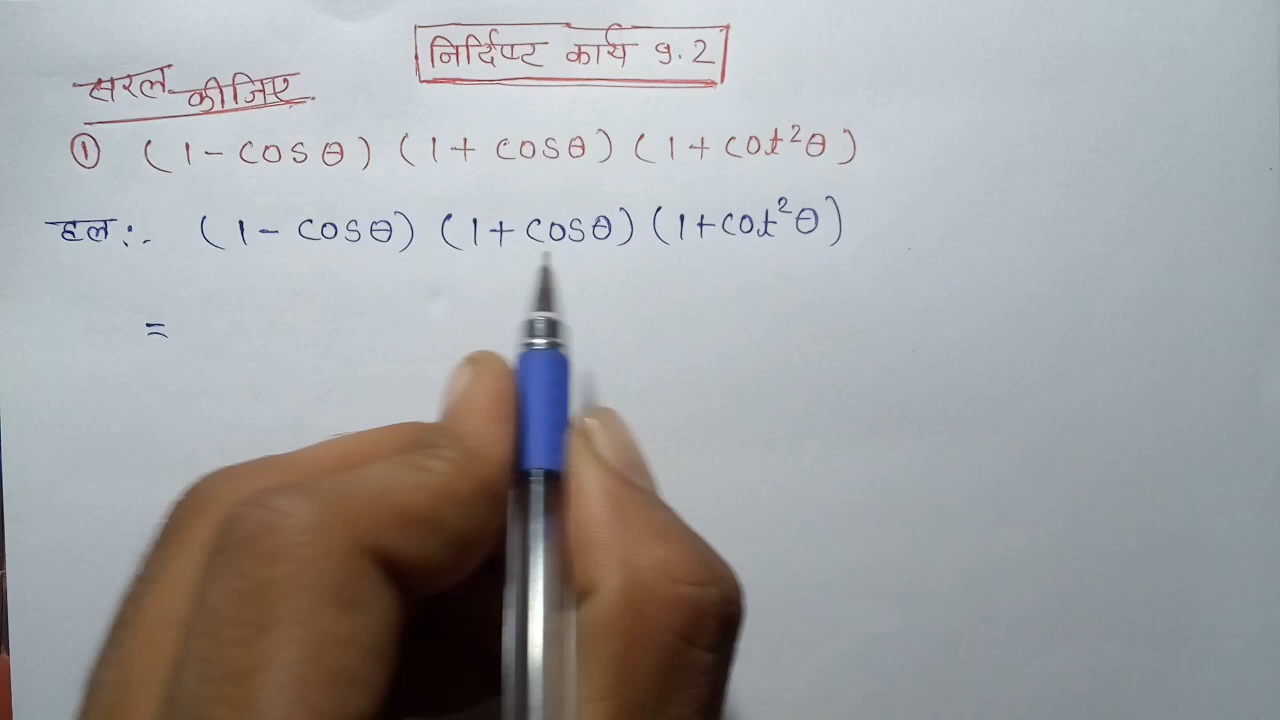 निर्दिष्ट कार्य 9.2
सरल कीजिए
① (1 - cosθ) (1 + cosθ) (1 + cot²θ)
हल :- (1 - cosθ) (1 + cosθ) (1 + cot²θ)
=